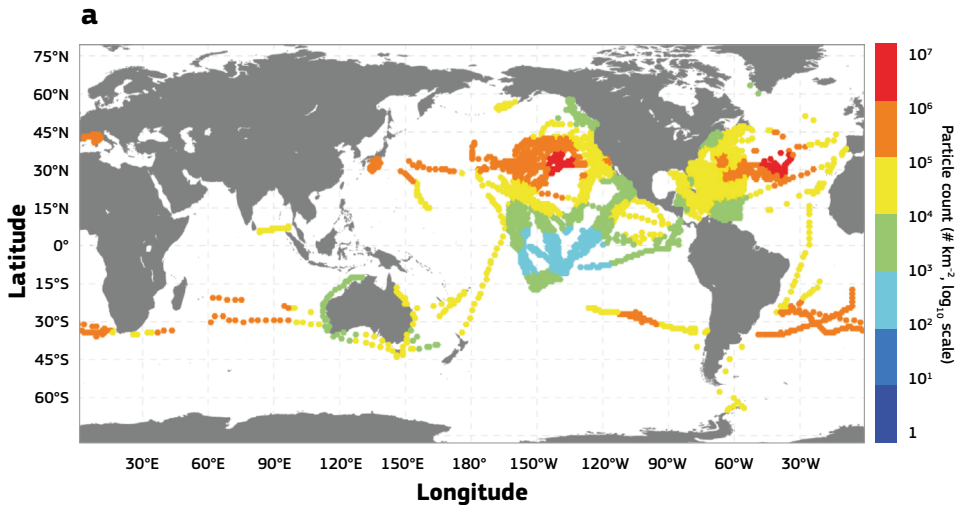 a
75°N
60°N
45°N
30°N
15°N
0°
15°S
30°S
45°S
60°S
Latitude
30°E 60°E 90°E 120°E 150°E 180° 150°W 120°W 90°W 60°W 30°W
Longitude
10⁷
10⁶
10⁵
10⁴
10³
10²
10¹
1
Particle count (# km⁻², log₁₀ scale)